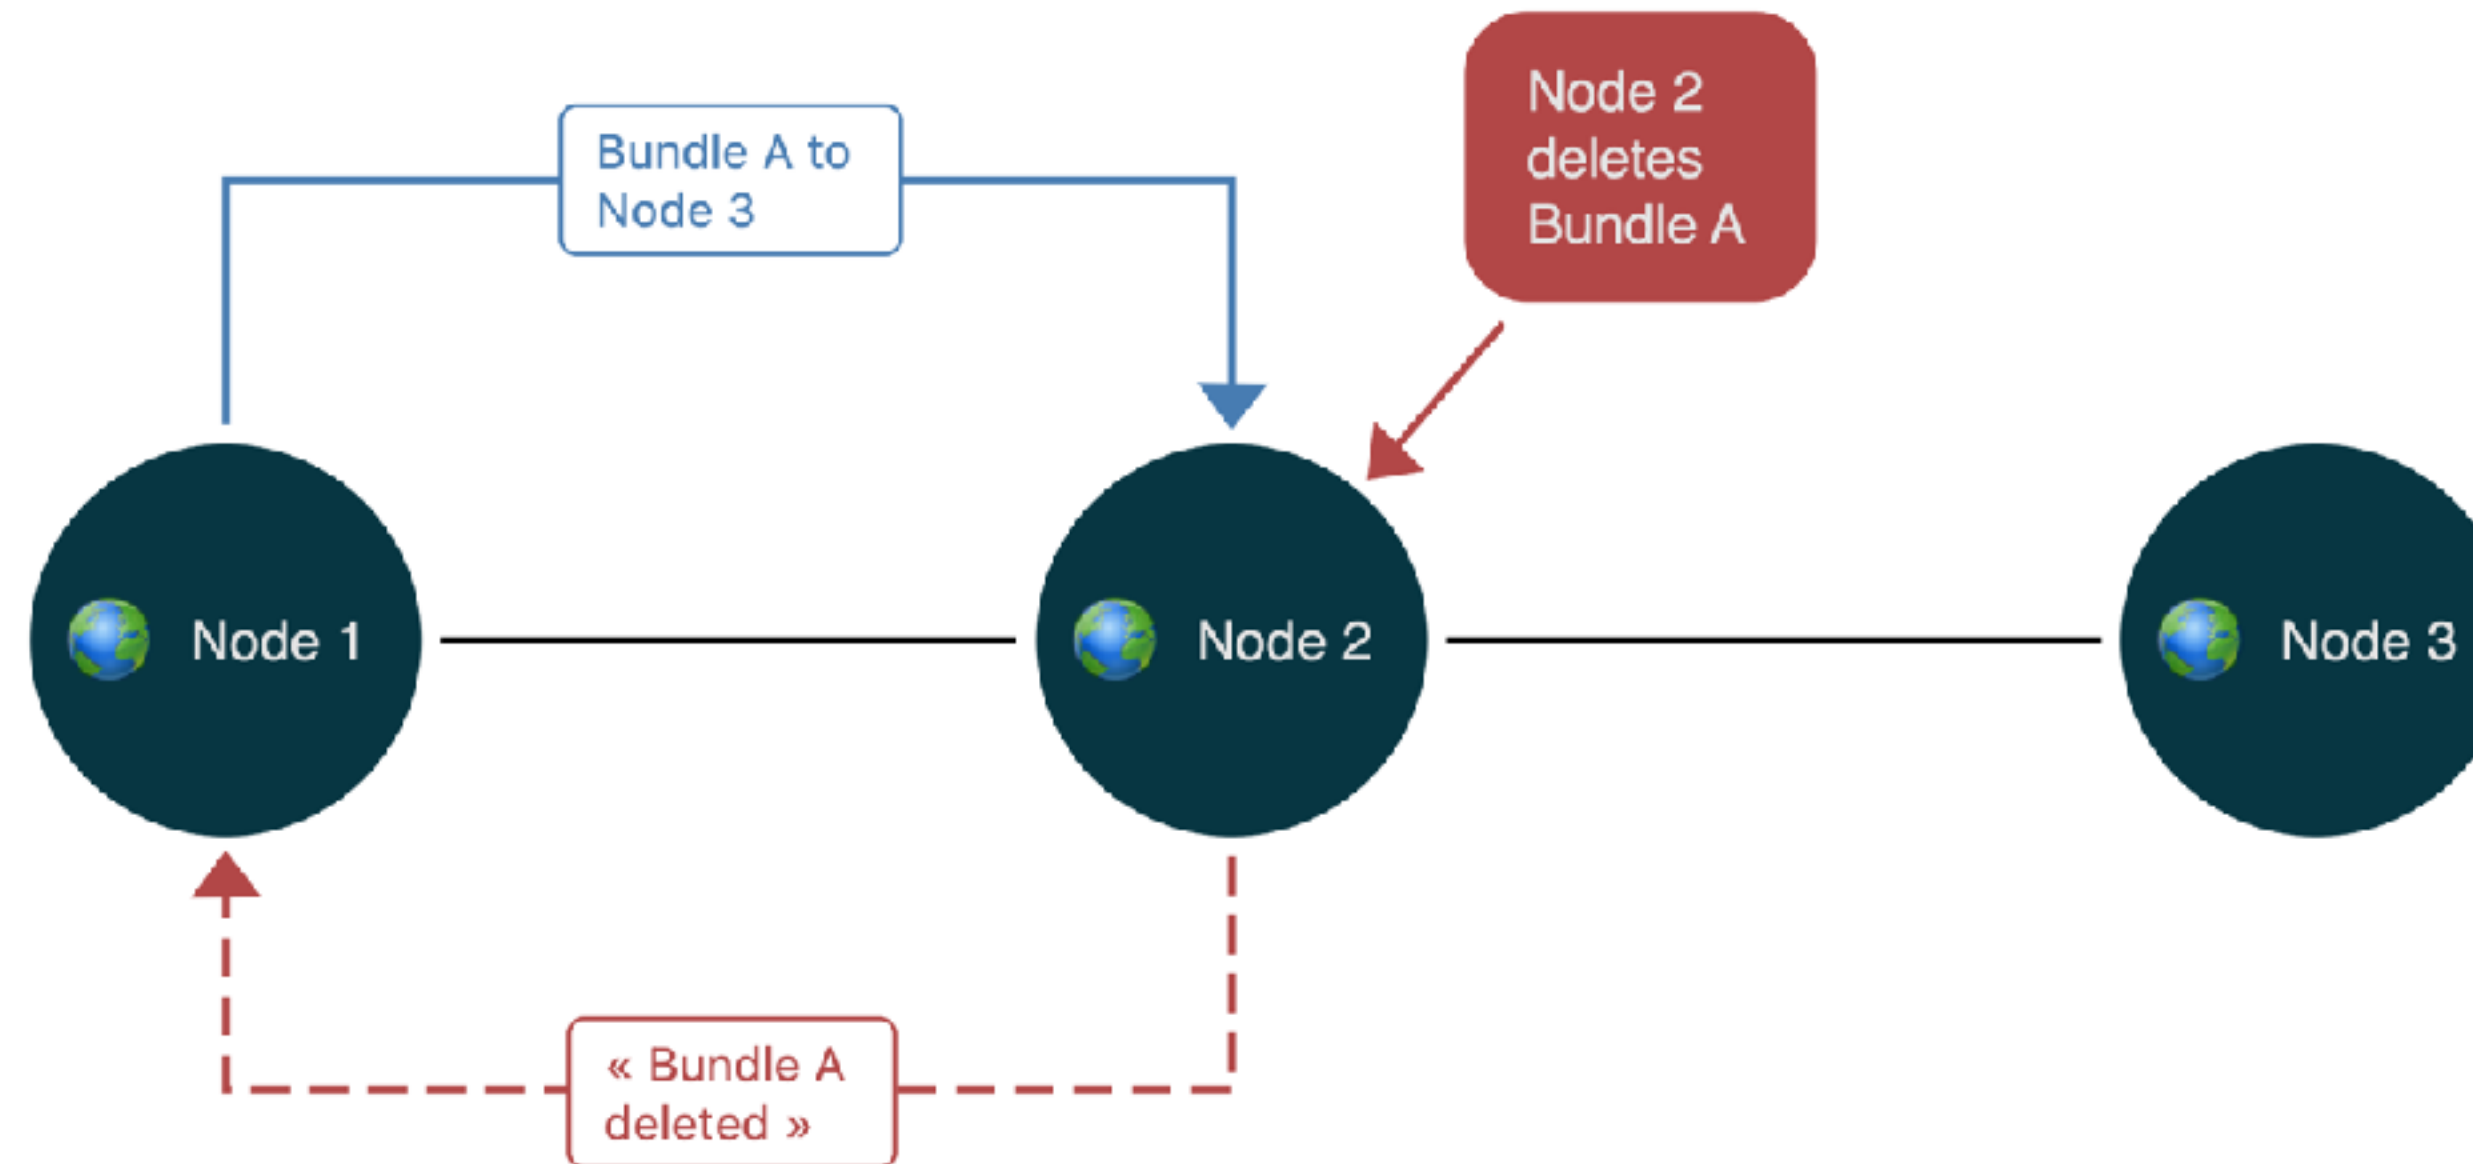 Node 2
deletes
Bundle A
Bundle A to
Node 3
Node 1
Node 2
Node 3
« Bundle A
deleted »